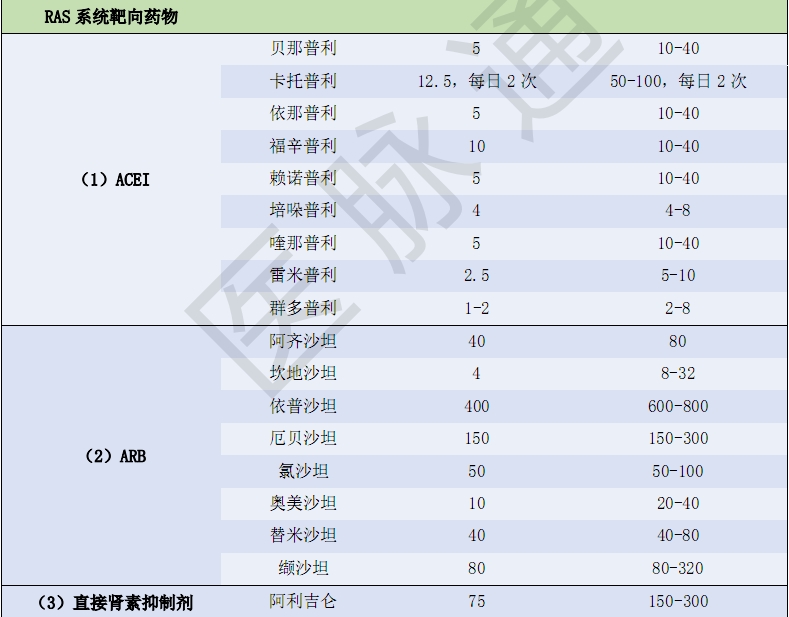 RAS 系统靶向药物
贝那普利 5 10-40
卡托普利 12.5，每日 2 次 50-100，每日 2 次
依那普利 5 10-40
福辛普利 10 10-40
（1）ACEI
赖诺普利 5 10-40
培哚普利 4 4-8
喹那普利 5 10-40
雷米普利 2.5 5-10
群多普利 1-2 2-8
阿齐沙坦 40 80
坎地沙坦 4 8-32
依普沙坦 400 600-800
厄贝沙坦 150 150-300
（2）ARB
氯沙坦 50 50-100
奥美沙坦 10 20-40
替米沙坦 40 40-80
缬沙坦 80 80-320
（3）直接肾素抑制剂 阿利吉仑 75 150-300
医脉通